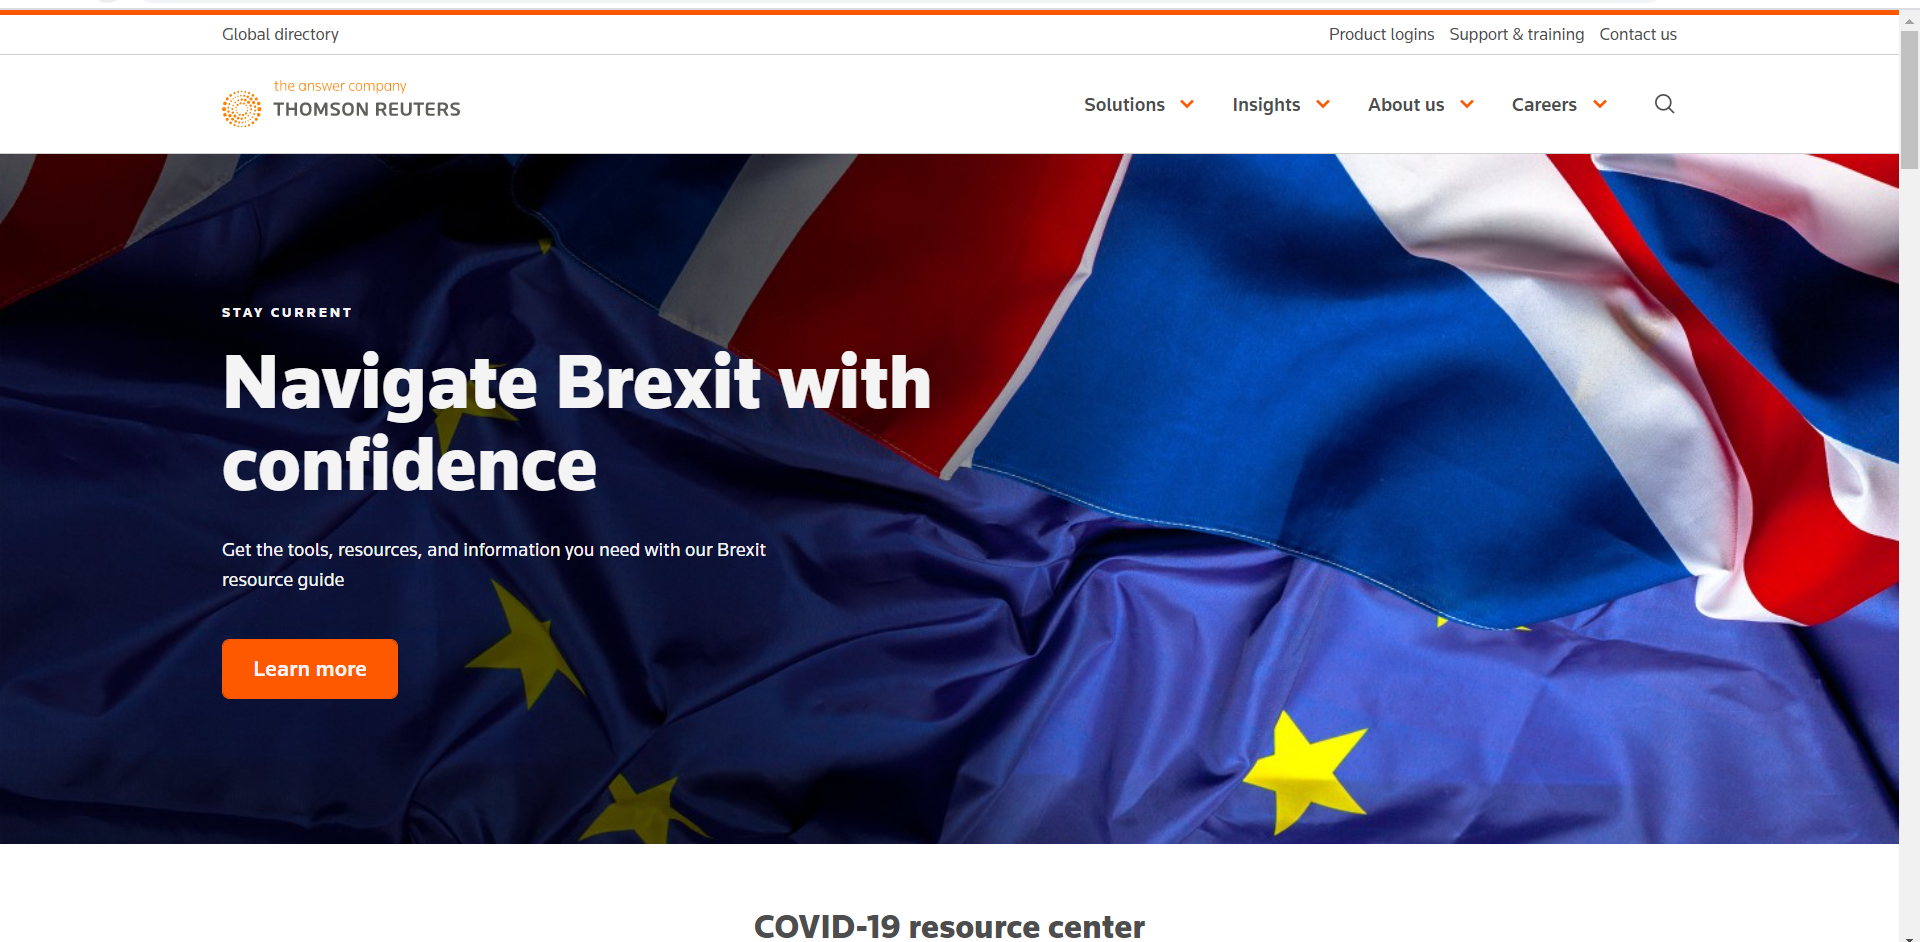 Global directory
Product logins Support & training Contact us
the answer company
THOMSON REUTERS
Solutions Insights About us Careers
STAY CURRENT
Navigate Brexit with
confidence
Get the tools, resources, and information you need with our Brexit
resource guide
Learn more
COVID-19 resource center